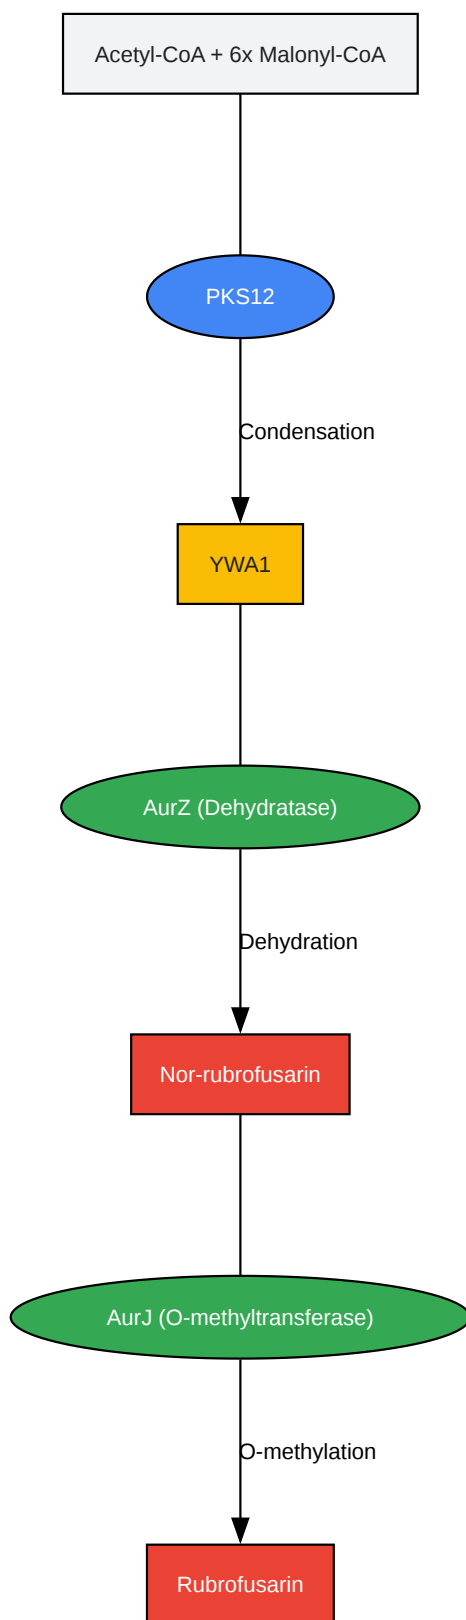 Acetyl-CoA + 6x Malonyl-CoA
PKS12
Condensation
YWA1
AurZ (Dehydratase)
Dehydration
Nor-rubrofusarin
AurJ (O-methyltransferase)
O-methylation
Rubrofusarin